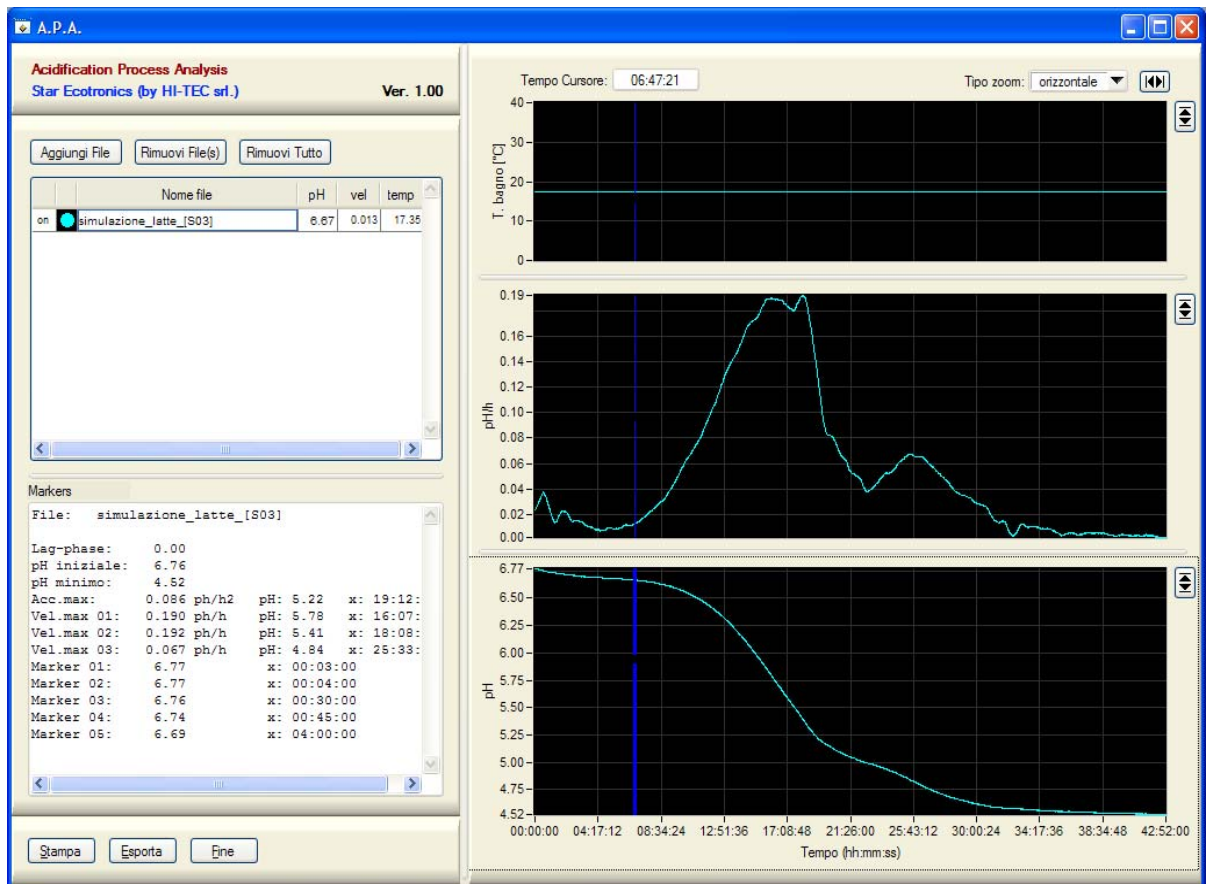 A.P.A.
Acidification Process Analysis
Star Ecotronics (by HI-TEC srl.) Ver. 1.00
Aggiungi File Rimuovi File(s) Rimuovi Tutto
Nome file pH vel temp
on simulazione_latte_[S03] 6.67 0.013 17.35
Markers
File: simulazione_latte_[S03]
Lag-phase: 0.00
pH iniziale: 6.76
pH minimo: 4.52
Acc.max: 0.086 ph/h2 pH: 5.22 x: 19:12:
Vel.max 01: 0.190 ph/h pH: 5.78 x: 16:07:
Vel.max 02: 0.192 ph/h pH: 5.41 x: 18:08:
Vel.max 03: 0.067 ph/h pH: 4.84 x: 25:33:
Marker 01: 6.77 x: 00:03:00
Marker 02: 6.77 x: 00:04:00
Marker 03: 6.76 x: 00:30:00
Marker 04: 6.74 x: 00:45:00
Marker 05: 6.69 x: 04:00:00
Stampa Esporta Fine
Tempo Cursore: 06:47:21 Tipo zoom: orizzontale
T. bagno [°C]
40
30
20
10
0
pH/h
0.19
0.16
0.14
0.12
0.10
0.08
0.06
0.04
0.02
0.00
pH
6.77
6.50
6.25
6.00
5.75
5.50
5.25
5.00
4.75
4.52
00:00:00 04:17:12 08:34:24 12:51:36 17:08:48 21:26:00 25:43:12 30:00:24 34:17:36 38:34:48 42:52:00
Tempo (hh:mm:ss)